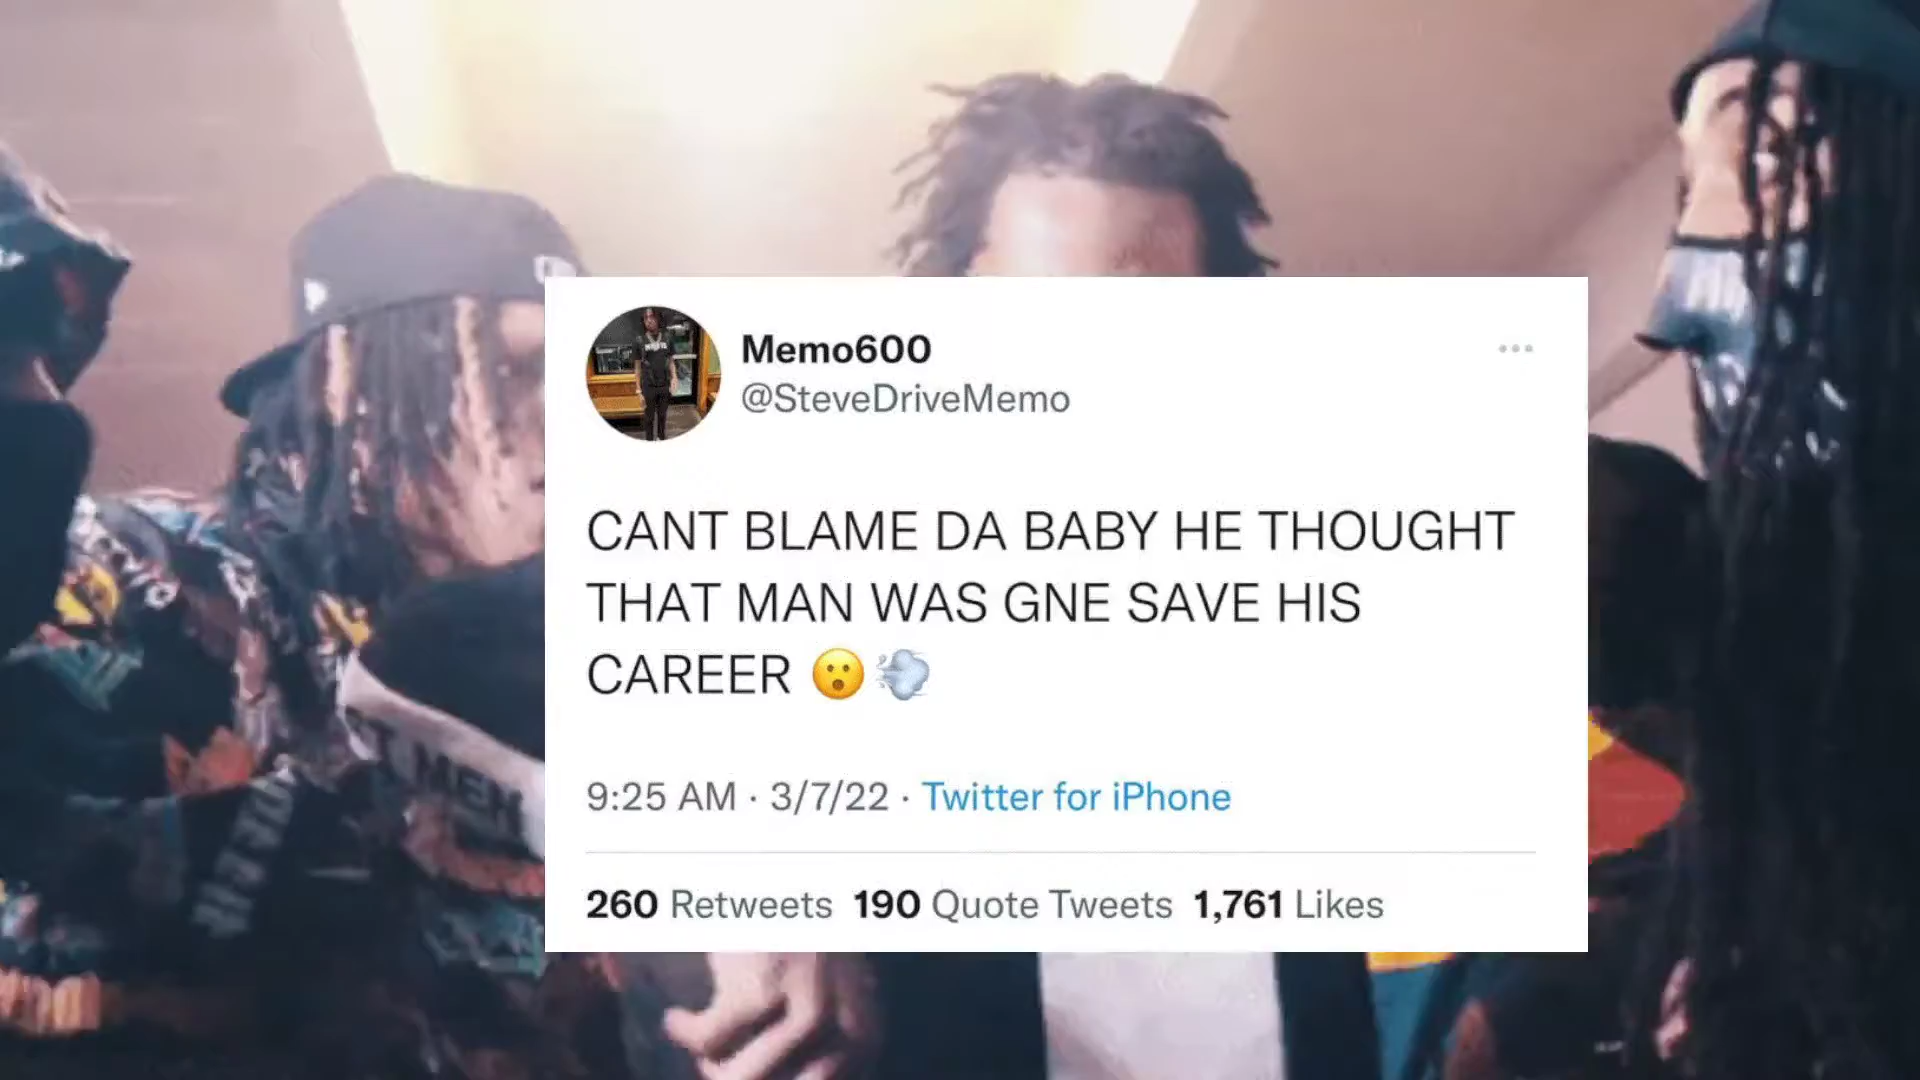 Memo600
@SteveDriveMemo
CANT BLAME DA BABY HE THOUGHT
THAT MAN WAS GNE SAVE HIS
CAREER 😮💨
9:25 AM · 3/7/22 · Twitter for iPhone
260 Retweets 190 Quote Tweets 1,761 Likes